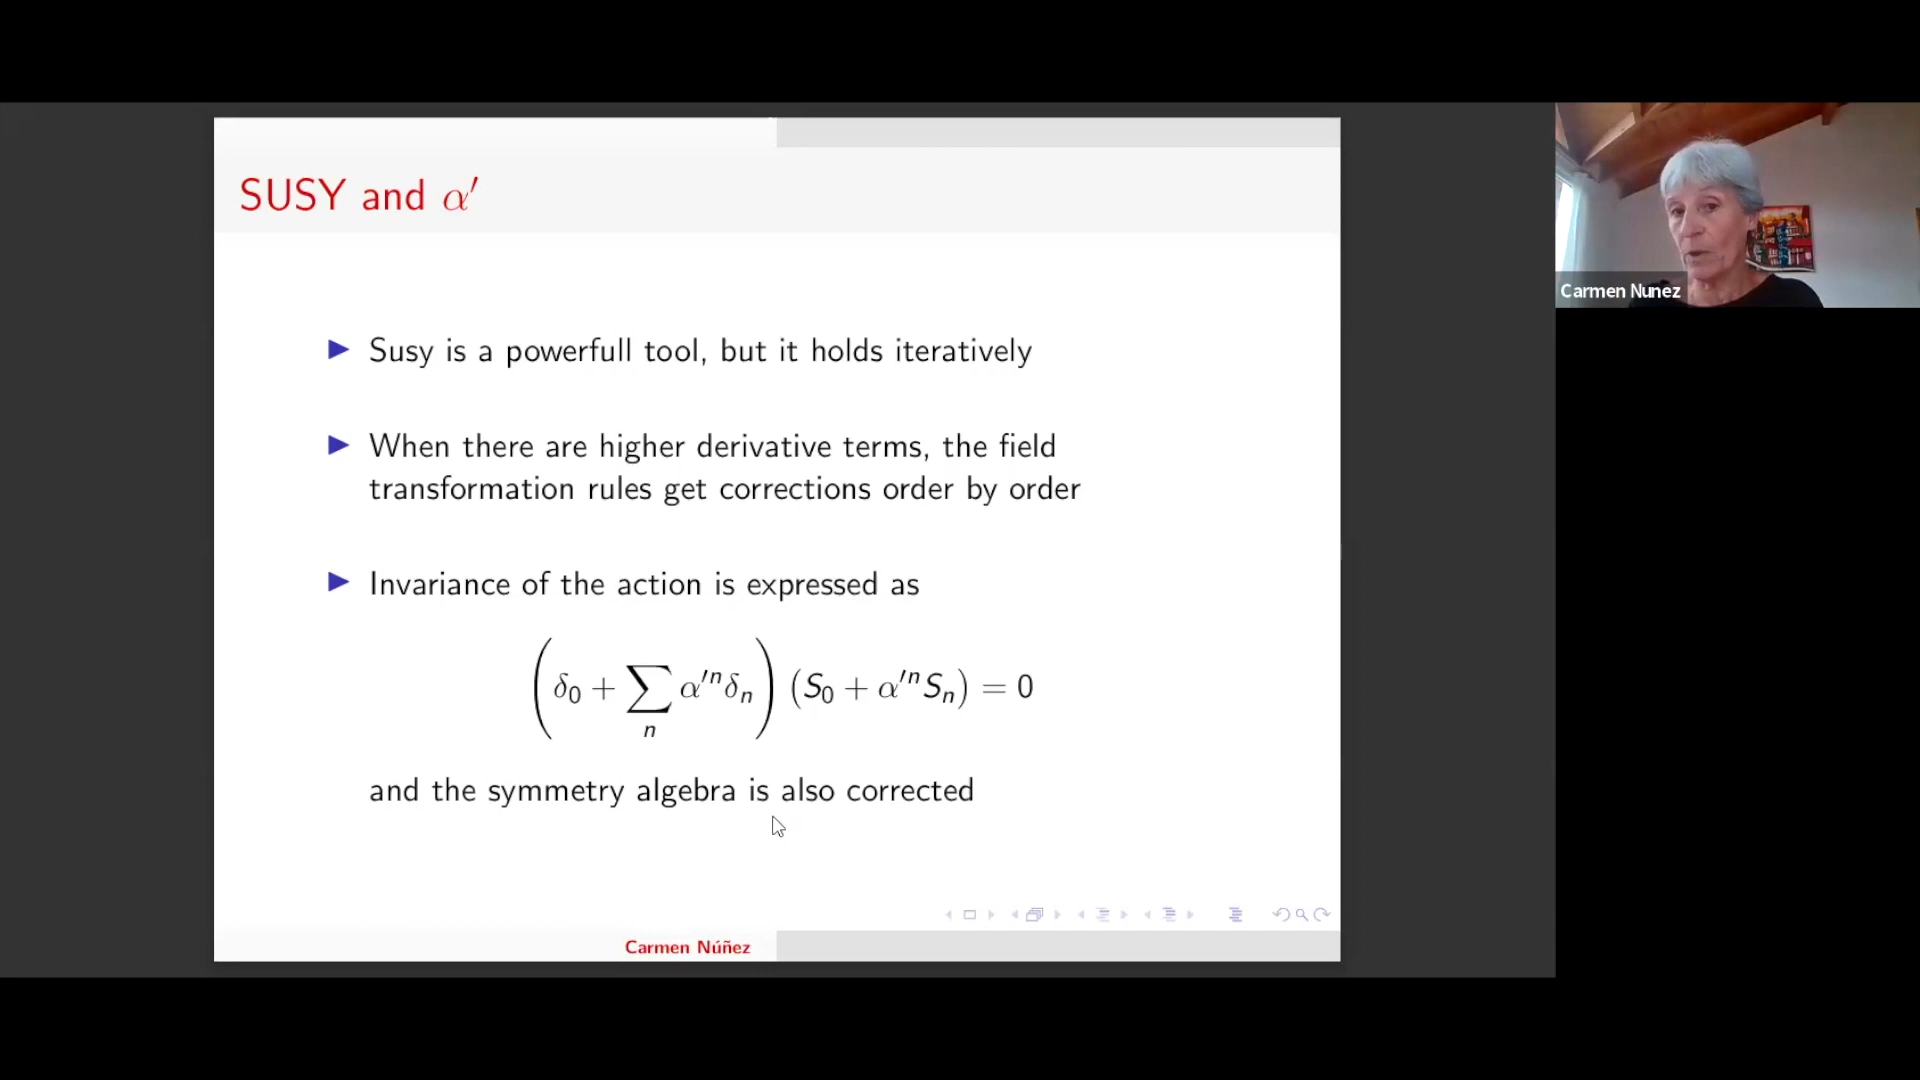 SUSY and α′
Susy is a powerfull tool, but it holds iteratively
When there are higher derivative terms, the field
transformation rules get corrections order by order
Invariance of the action is expressed as
(δ₀ + ∑ₙ α′ⁿδₙ) (S₀ + α′ⁿSₙ) = 0
and the symmetry algebra is also corrected
Carmen Núñez
Carmen Nunez